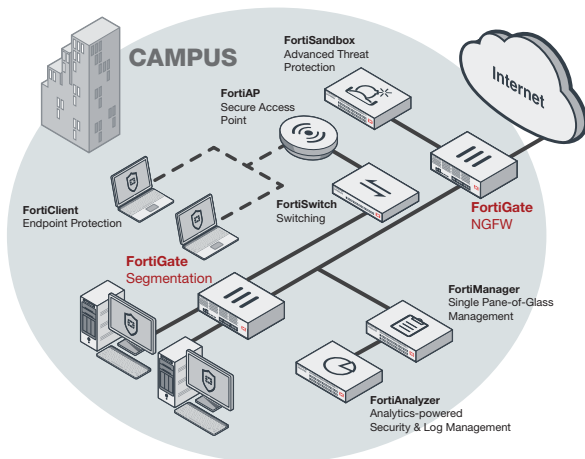 CAMPUS
FortiSandbox
Advanced Threat
Protection
Internet
FortiAP
Secure Access
Point
FortiClient
Endpoint Protection
FortiSwitch
Switching
FortiGate
NGFW
FortiGate
Segmentation
FortiManager
Single Pane-of-Glass
Management
FortiAnalyzer
Analytics-powered
Security & Log Management